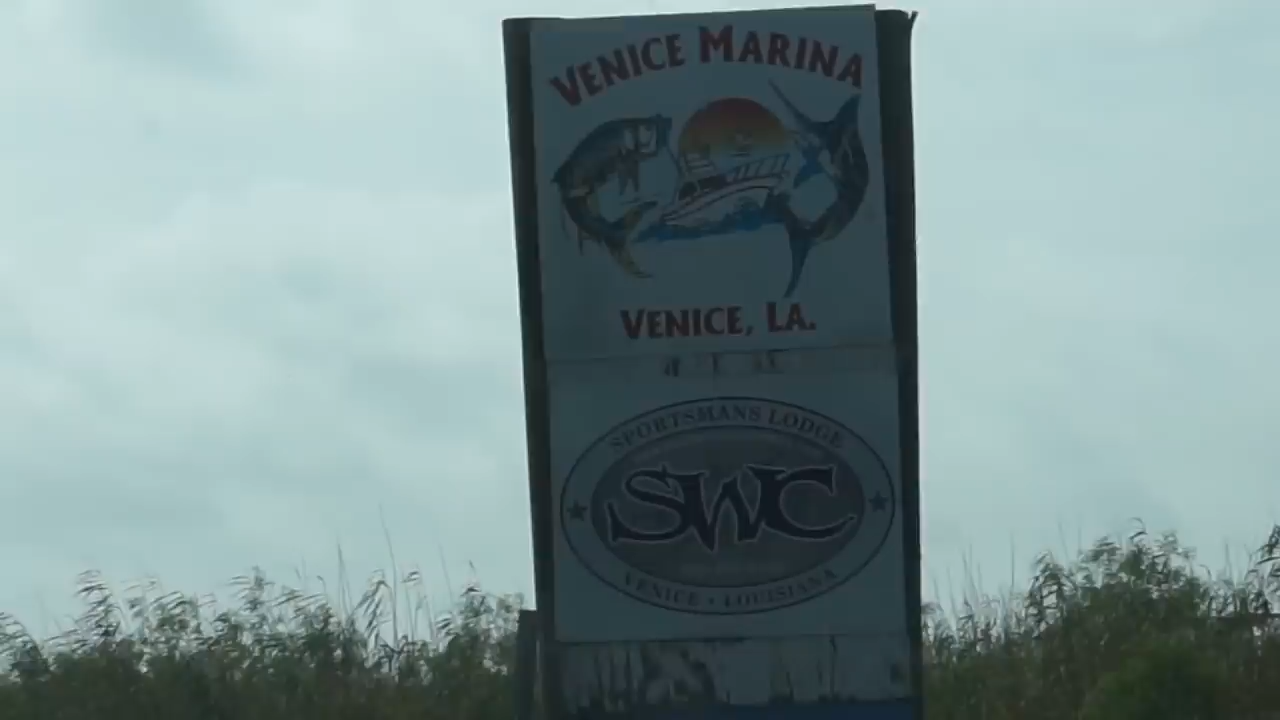 VENICE MARINA
VENICE, LA.
SPORTSMANS LODGE
SWC
VENICE • LOUISIANA